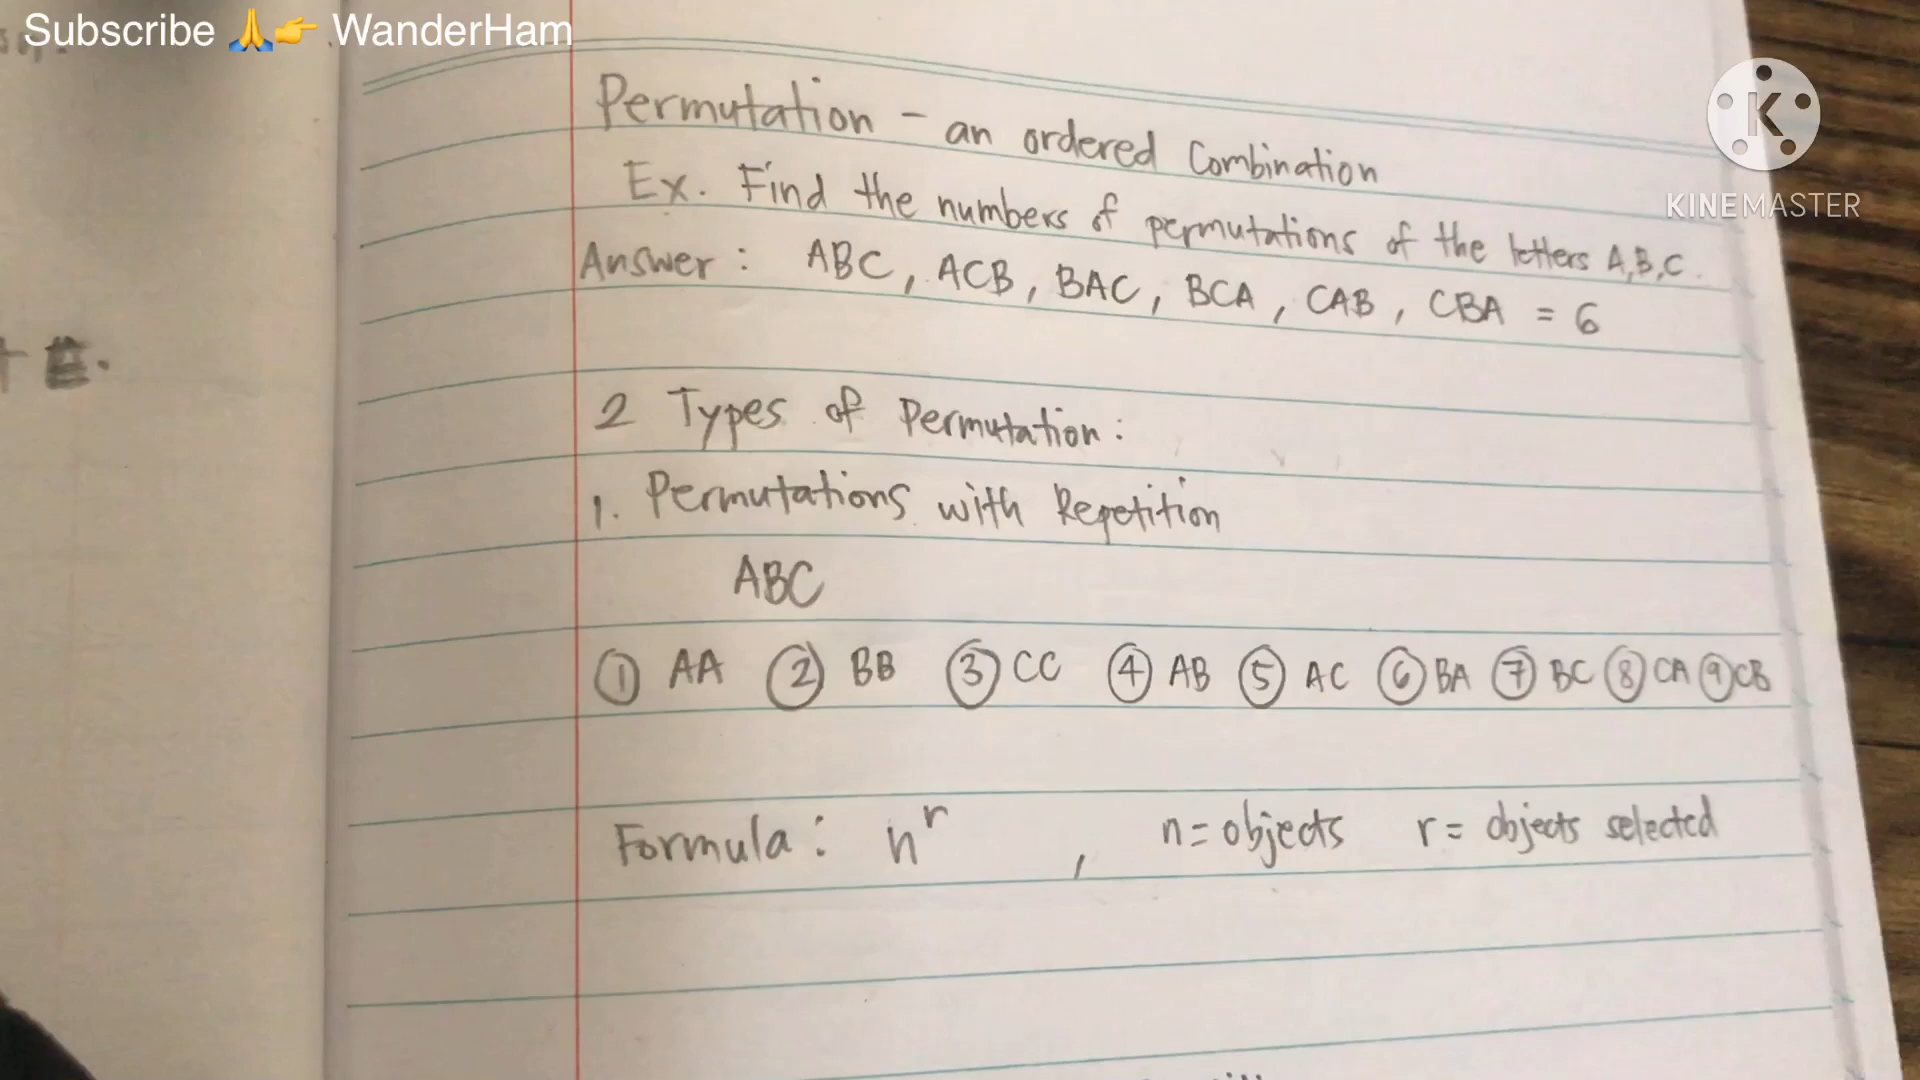 Subscribe 🙏👉 WanderHam
KINEMASTER
Permutation - an ordered Combination
Ex. Find the numbers of permutations of the letters A,B,C.
Answer: ABC, ACB, BAC, BCA, CAB, CBA = 6
2 Types of Permutation:
1. Permutations with Repetition
ABC
① AA ② BB ③ CC ④ AB ⑤ AC ⑥ BA ⑦ BC ⑧ CA ⑨ CB
Formula: n^r , n = objects r = objects selected